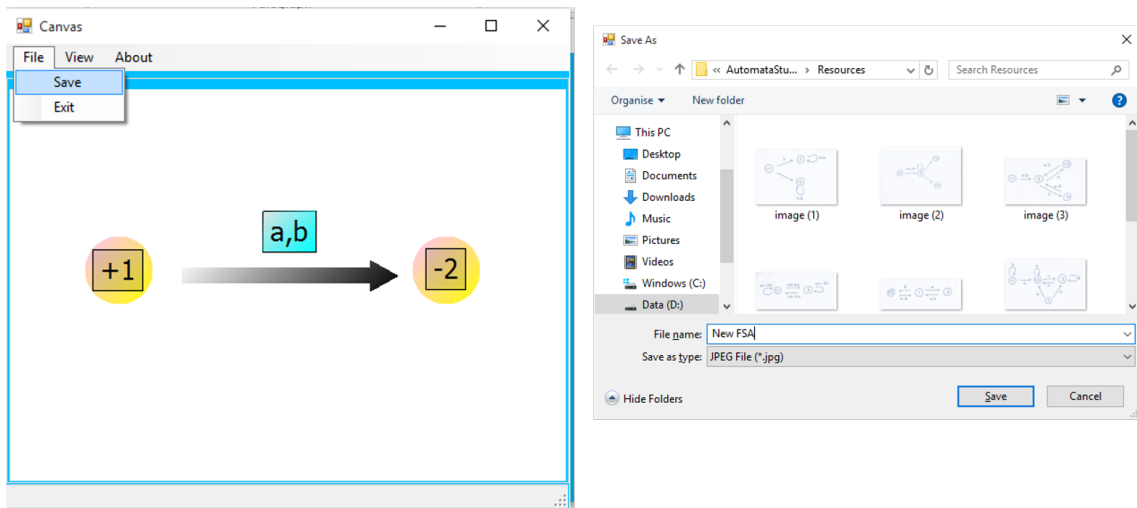 Canvas
File View About
Save
Exit
a,b
+1
-2
Save As
« AutomataStu... › Resources
Search Resources
Organise
New folder
This PC
Desktop
Documents
Downloads
Music
Pictures
Videos
Windows (C:)
Data (D:)
image (1)
image (2)
image (3)
File name: New FSA
Save as type: JPEG File (*.jpg)
Hide Folders
Save
Cancel